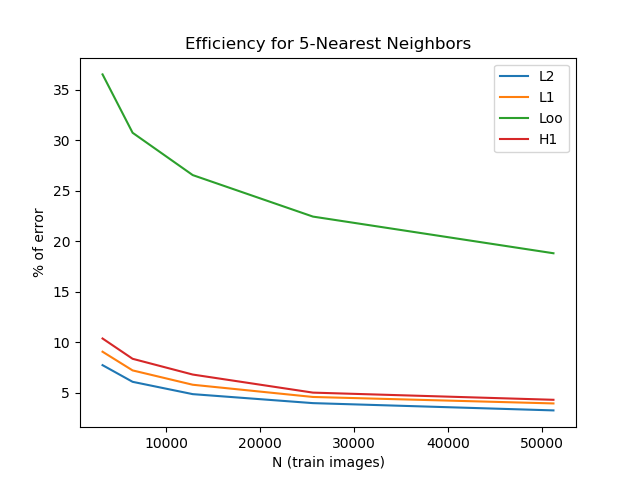 Efficiency for 5-Nearest Neighbors
L2
L1
Loo
H1
% of error
35
30
25
20
15
10
5
10000 20000 30000 40000 50000
N (train images)